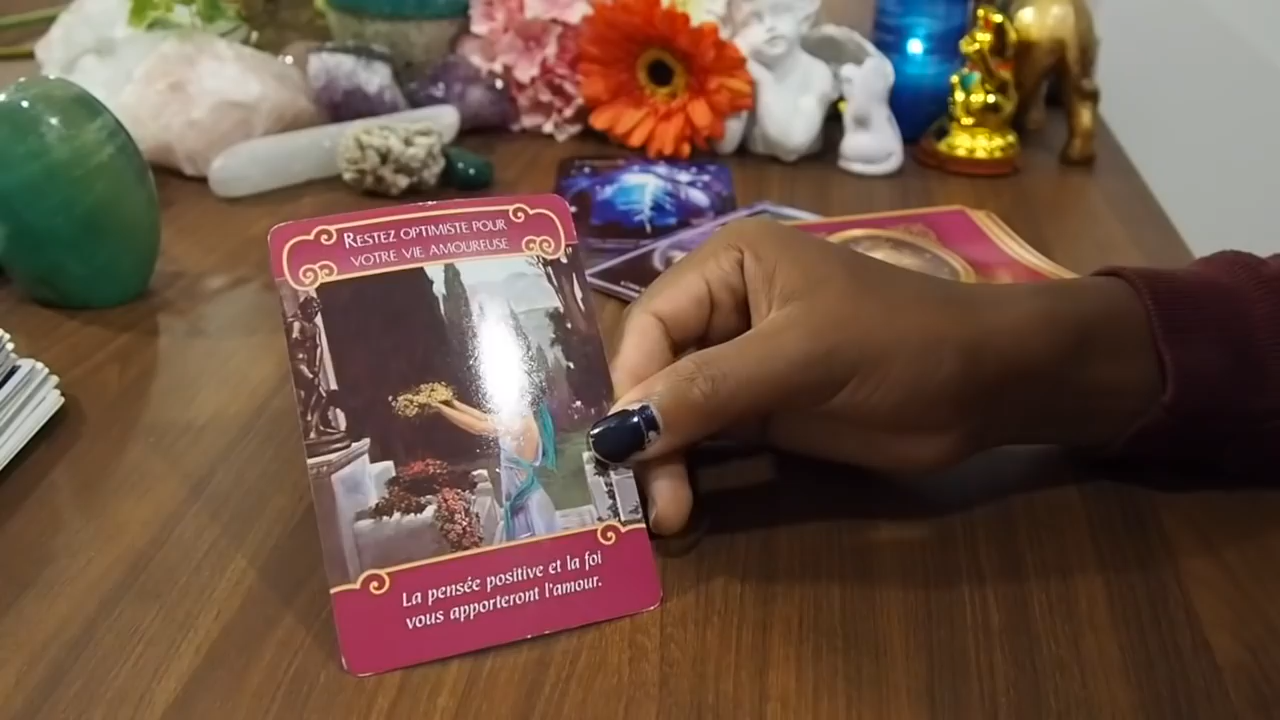 RESTEZ OPTIMISTE POUR
VOTRE VIE AMOUREUSE
La pensée positive et la foi
vous apporteront l'amour.